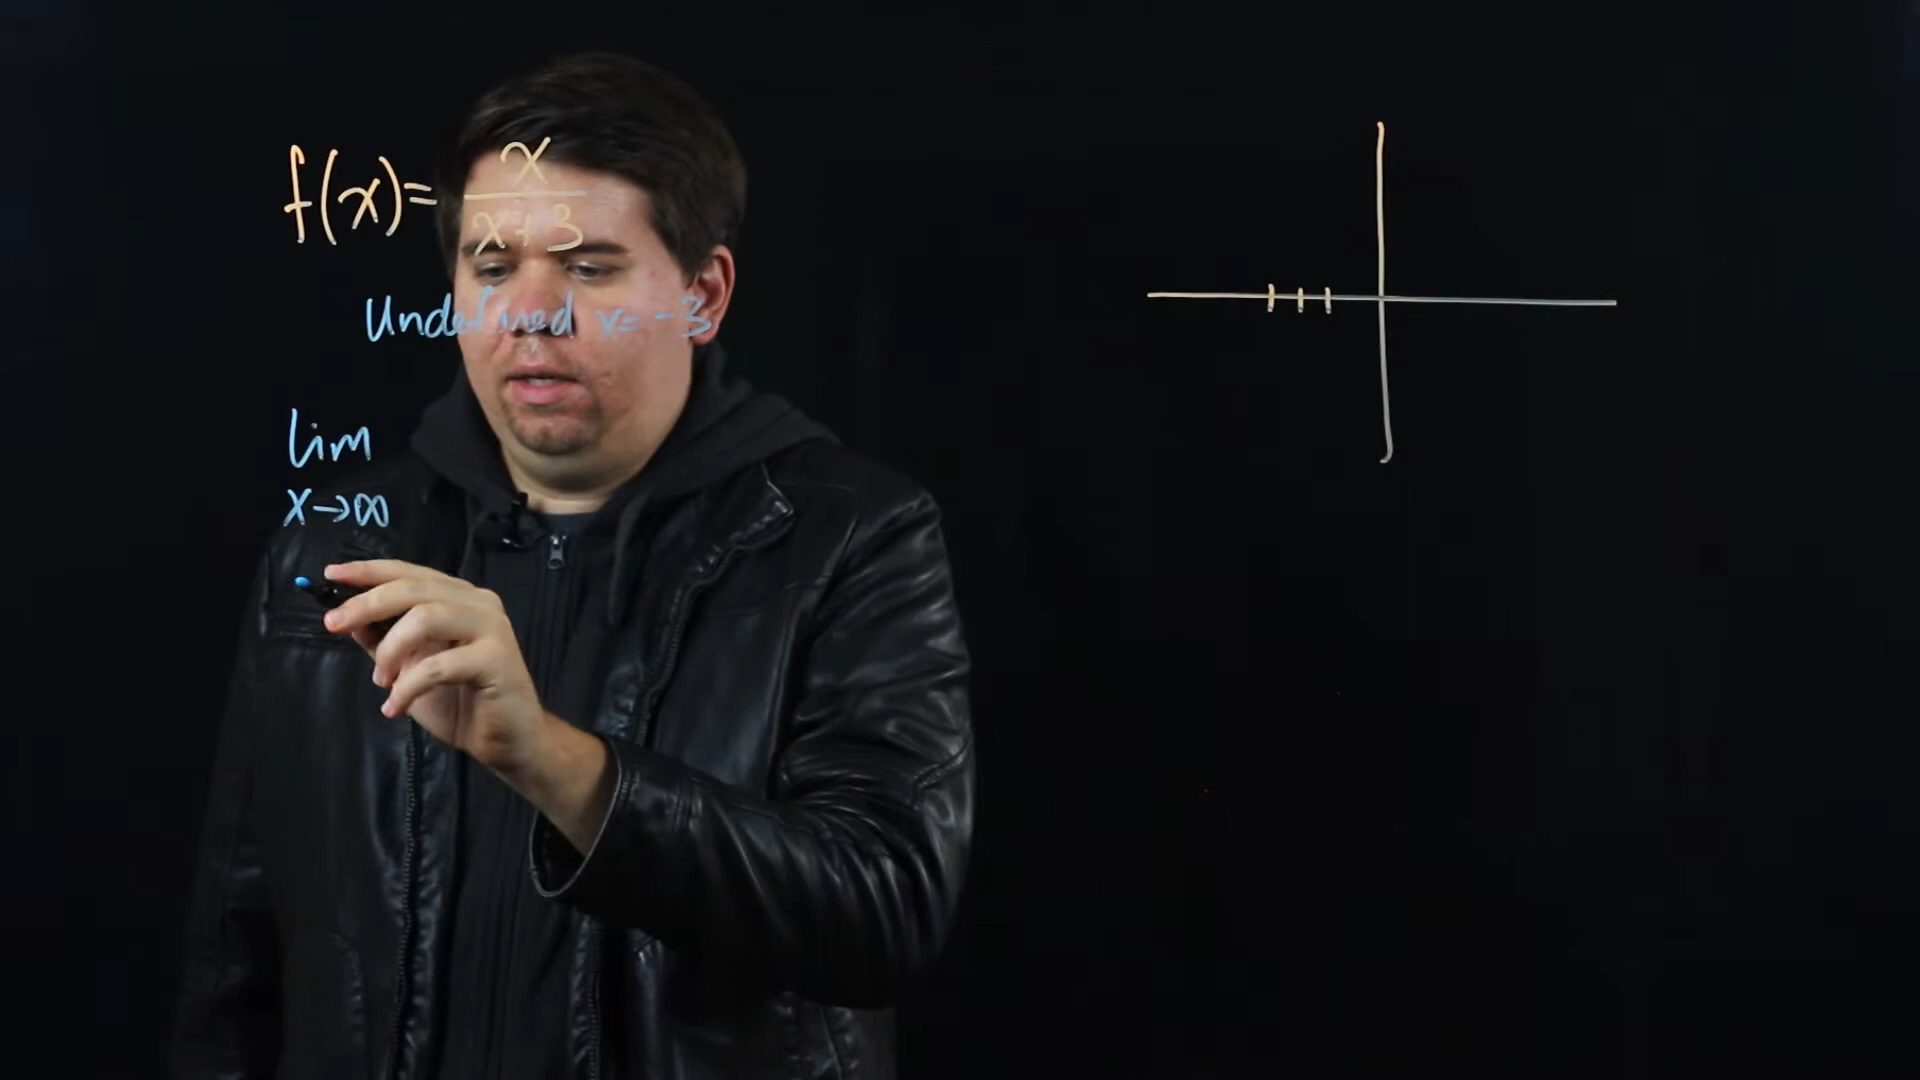 f(x) = x/(x+3)
Undefined x=-3
lim
x→∞